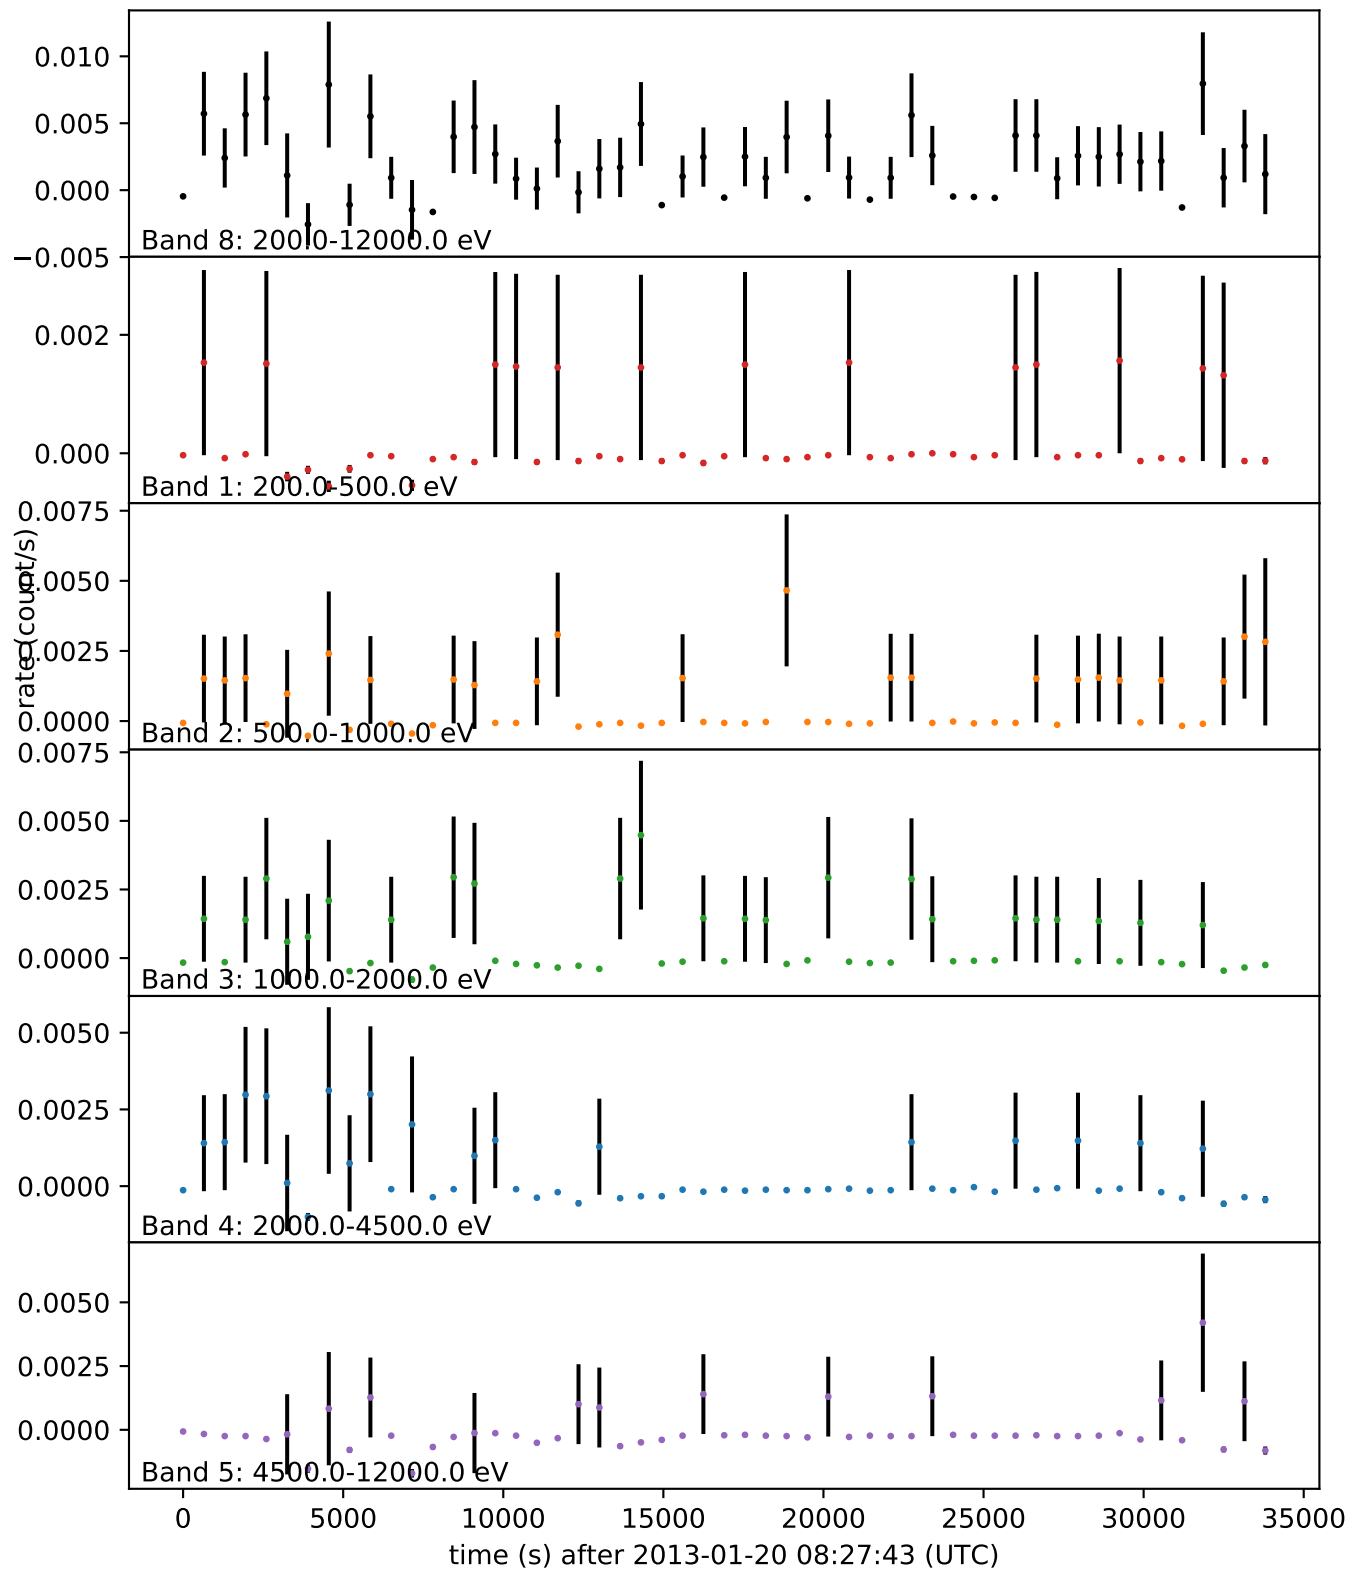 0.010
0.005
0.000
−0.005
Band 8: 200.0-12000.0 eV
0.002
0.000
Band 1: 200.0-500.0 eV
rate (count/s)
0.0075
0.0050
0.0025
0.0000
Band 2: 500.0-1000.0 eV
0.0075
0.0050
0.0025
0.0000
Band 3: 1000.0-2000.0 eV
0.0050
0.0025
0.0000
Band 4: 2000.0-4500.0 eV
0.0050
0.0025
0.0000
Band 5: 4500.0-12000.0 eV
0 5000 10000 15000 20000 25000 30000 35000
time (s) after 2013-01-20 08:27:43 (UTC)